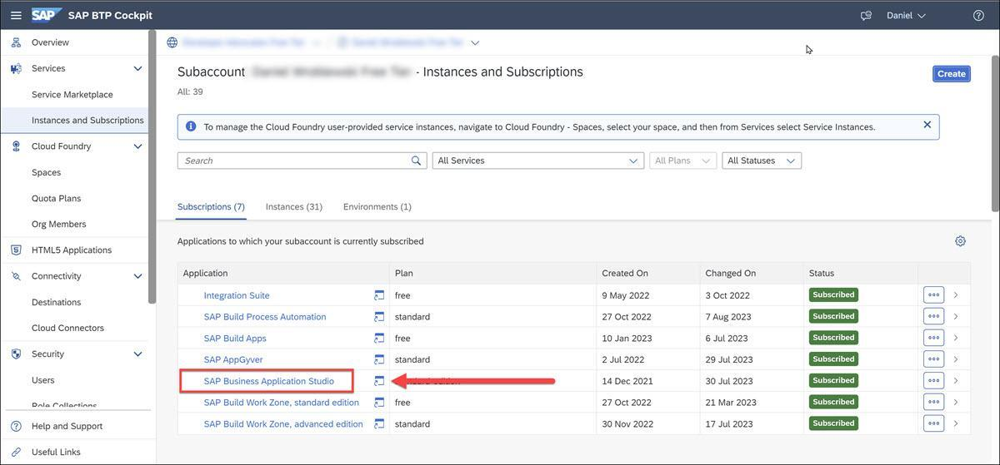 SAP SAP BTP Cockpit Daniel
Overview
Services
Service Marketplace
Instances and Subscriptions
Cloud Foundry
Spaces
Quota Plans
Org Members
HTML5 Applications
Connectivity
Destinations
Cloud Connectors
Security
Users
Role Collections
Help and Support
Useful Links
Subaccount - Instances and Subscriptions
Create
All: 39
To manage the Cloud Foundry user-provided service instances, navigate to Cloud Foundry - Spaces, select your space, and then from Services select Service Instances.
Search All Services All Plans All Statuses
Subscriptions (7) Instances (31) Environments (1)
Applications to which your subaccount is currently subscribed
Application Plan Created On Changed On Status
Integration Suite free 9 May 2022 3 Oct 2022 Subscribed
SAP Build Process Automation standard 27 Oct 2022 7 Aug 2023 Subscribed
SAP Build Apps free 10 Jan 2023 6 Jul 2023 Subscribed
SAP AppGyver standard 2 Jul 2022 29 Jul 2023 Subscribed
SAP Business Application Studio 14 Dec 2021 30 Jul 2023 Subscribed
SAP Build Work Zone, standard edition free 27 Oct 2022 21 Mar 2023 Subscribed
SAP Build Work Zone, advanced edition standard 30 Nov 2022 17 Jul 2023 Subscribed